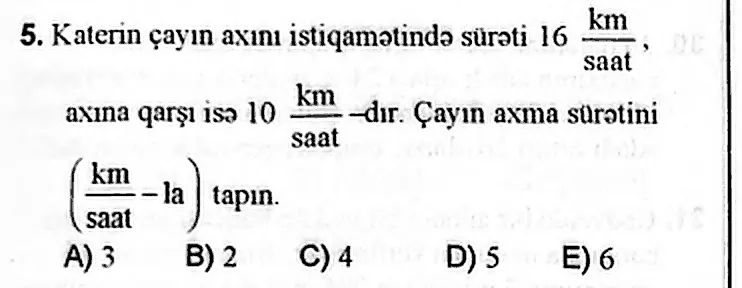 5. Katerin çayın axını istiqamətində sürəti 16 km/saat,
axına qarşı isə 10 km/saat –dır. Çayın axma sürətini
(km/saat – la) tapın.
A) 3 B) 2 C) 4 D) 5 E) 6